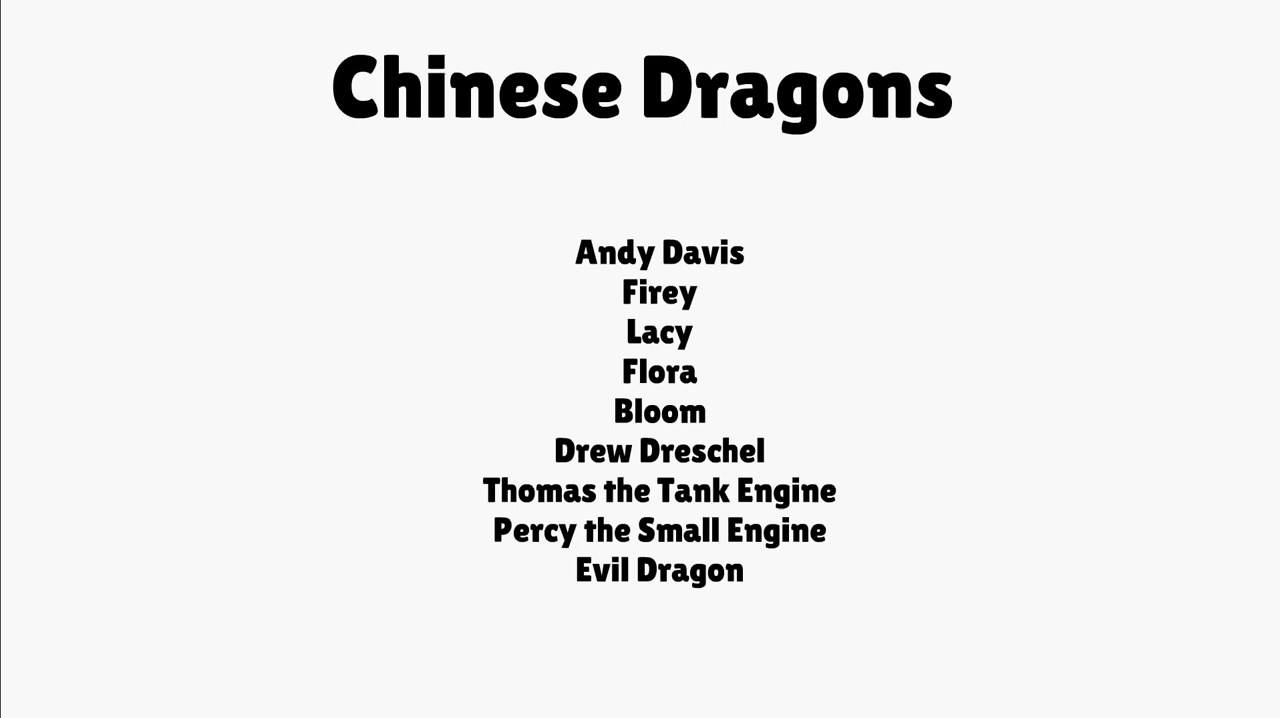 Chinese Dragons
Andy Davis
Firey
Lacy
Flora
Bloom
Drew Dreschel
Thomas the Tank Engine
Percy the Small Engine
Evil Dragon